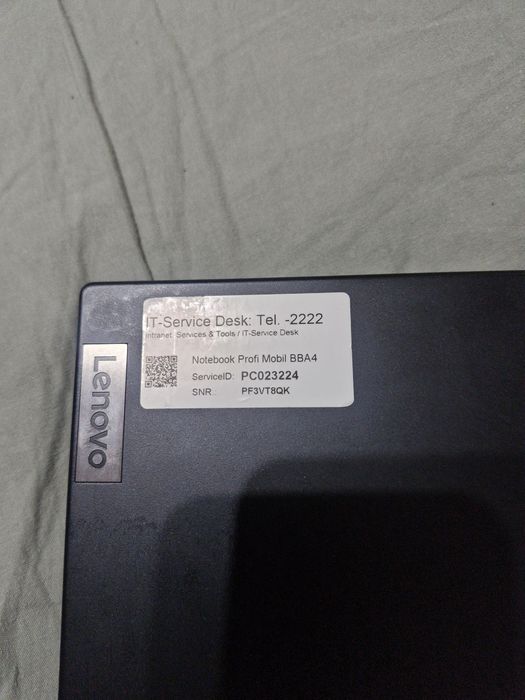 IT-Service Desk: Tel. -2222
Intranet: Services & Tools / IT-Service Desk
Notebook Profi Mobil BBA4
ServiceID: PC023224
SNR.: PF3VT8QK
Lenovo